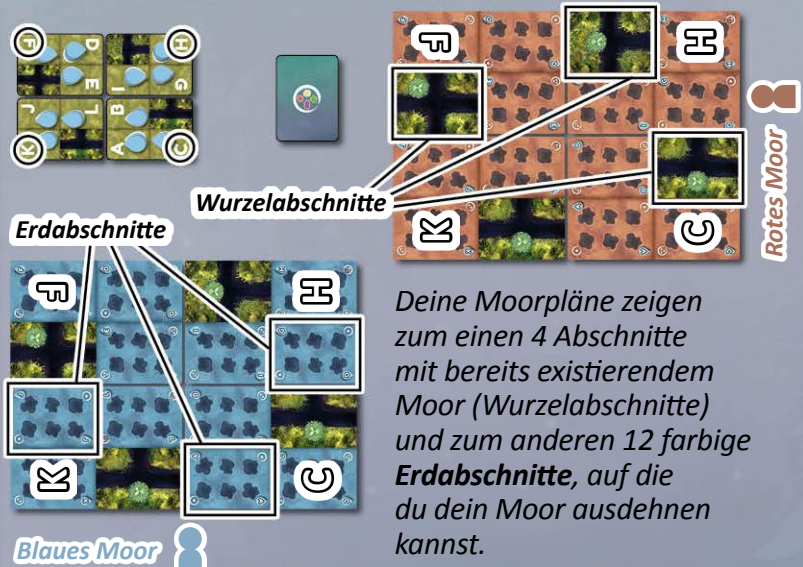 F D H
E I G
J L B
K A C
F H
Wurzelabschnitte
K C
Rotes Moor
Erdabschnitte
F H
K C
Blaues Moor
Deine Moorpläne zeigen
zum einen 4 Abschnitte
mit bereits existierendem
Moor (Wurzelabschnitte)
und zum anderen 12 farbige
Erdabschnitte, auf die
du dein Moor ausdehnen
kannst.